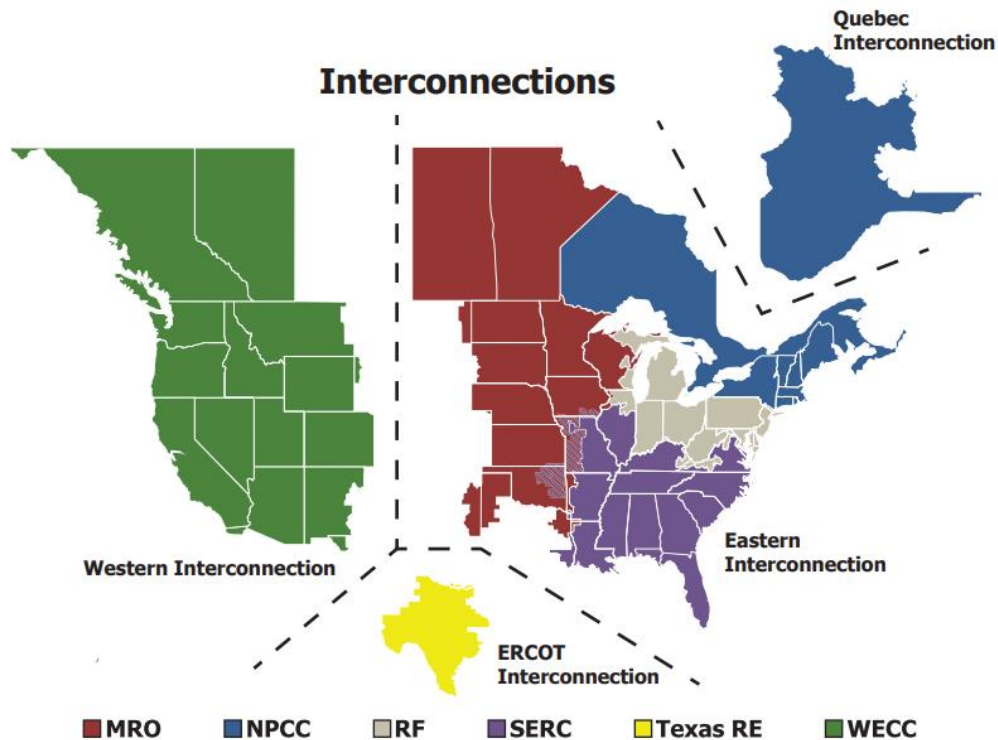 Quebec
Interconnection
Interconnections
Western Interconnection
Eastern
Interconnection
ERCOT
Interconnection
MRO NPCC RF SERC Texas RE WECC